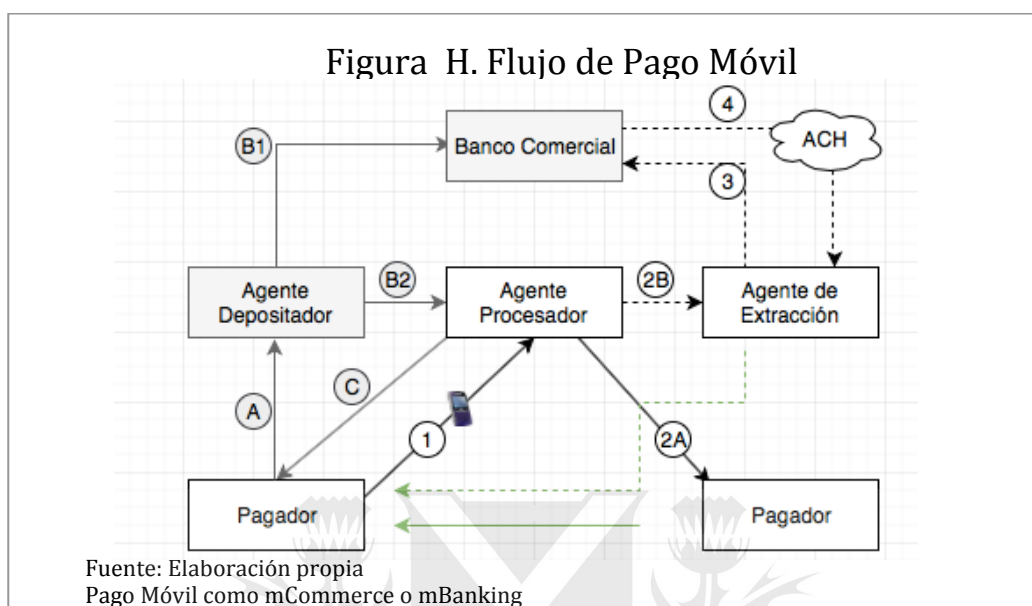 Figura H. Flujo de Pago Móvil
4
B1
Banco Comercial
ACH
3
Agente
Depositador
B2
Agente
Procesador
2B
Agente de
Extracción
A
C
1
2A
Pagador
Pagador
Fuente: Elaboración propia
Pago Móvil como mCommerce o mBanking